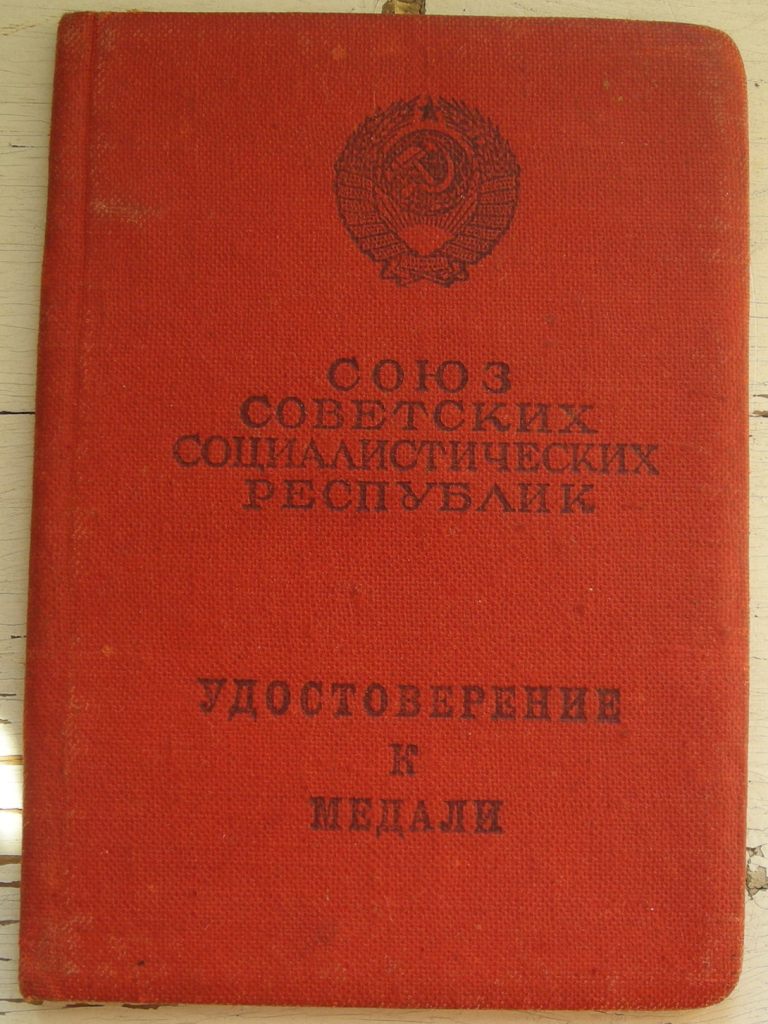 СОЮЗ
СОВЕТСКИХ
СОЦИАЛИСТИЧЕСКИХ
РЕСПУБЛИК
УДОСТОВЕРЕНИЕ
К
МЕДАЛИ